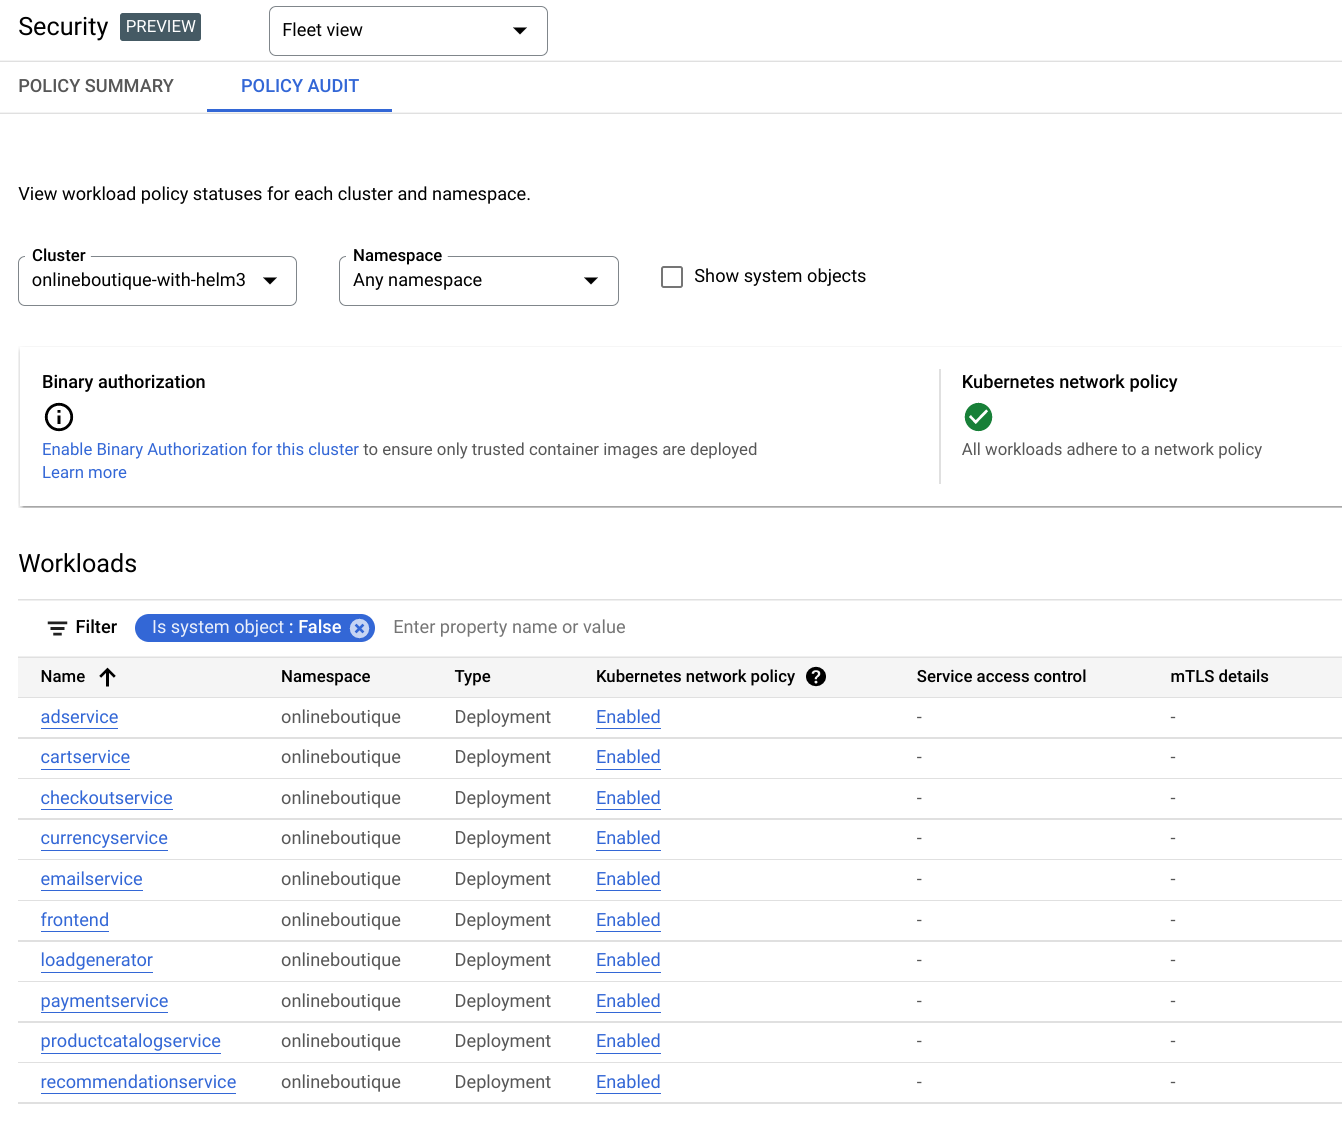 Security PREVIEW Fleet view
POLICY SUMMARY POLICY AUDIT
View workload policy statuses for each cluster and namespace.
Cluster Namespace
onlineboutique-with-helm3 Any namespace Show system objects
Binary authorization Kubernetes network policy
Enable Binary Authorization for this cluster to ensure only trusted container images are deployed All workloads adhere to a network policy
Learn more
Workloads
Filter Is system object : False Enter property name or value
Name Namespace Type Kubernetes network policy Service access control mTLS details
adservice onlineboutique Deployment Enabled - -
cartservice onlineboutique Deployment Enabled - -
checkoutservice onlineboutique Deployment Enabled - -
currencyservice onlineboutique Deployment Enabled - -
emailservice onlineboutique Deployment Enabled - -
frontend onlineboutique Deployment Enabled - -
loadgenerator onlineboutique Deployment Enabled - -
paymentservice onlineboutique Deployment Enabled - -
productcatalogservice onlineboutique Deployment Enabled - -
recommendationservice onlineboutique Deployment Enabled - -